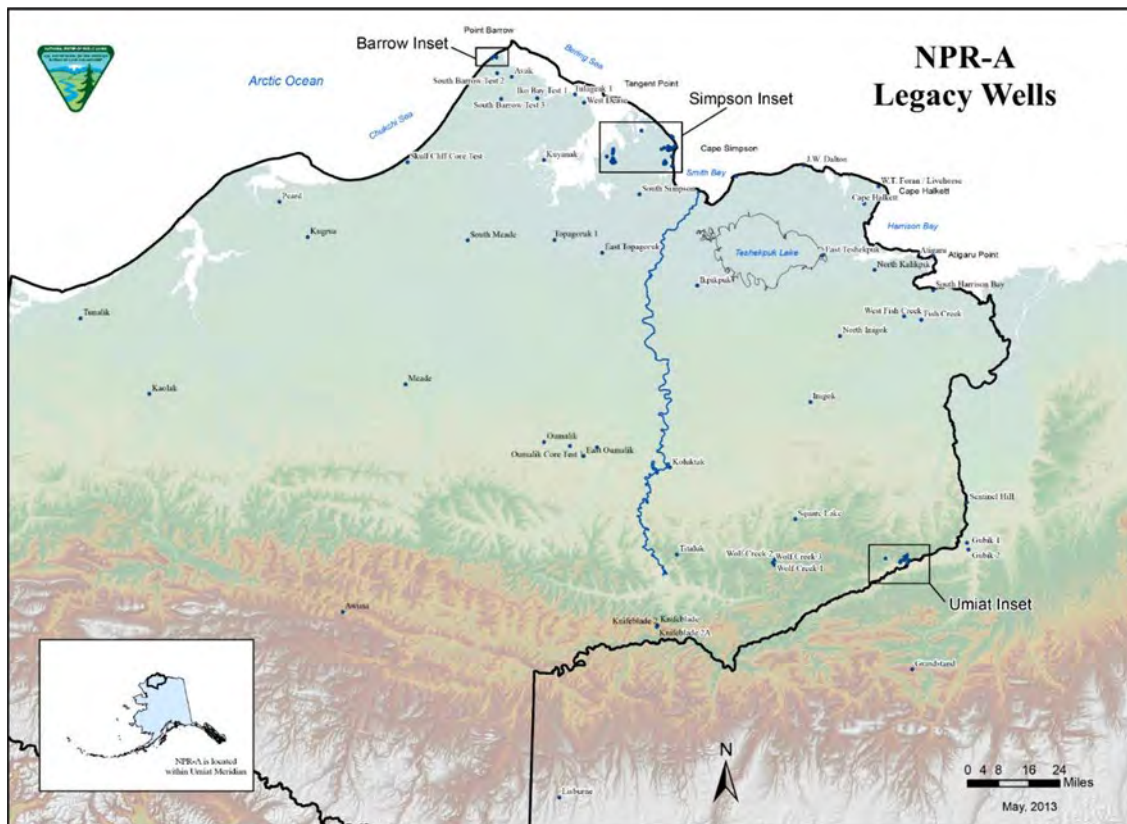 NPR-A
Legacy Wells
Point Barrow
Barrow Inset
Bering Sea
Arctic Ocean
South Barrow Test 2
Avak
Tangent Point
Iko Bay Test 1
Tulageak 1
West Dease
South Barrow Test 3
Simpson Inset
Chukchi Sea
Skull Cliff Core Test
Kuyanak
Cape Simpson
Smith Bay
J.W. Dalton
W.T. Foran / Livehorse
Cape Halkett
Cape Halkett
South Simpson
Peard
Harrison Bay
Kugrua
South Meade
Topagoruk 1
East Topagoruk
Teshekpuk Lake
East Teshekpuk
Atigaru
Atigaru Point
North Kalikpik
Ikpikpuk
South Harrison Bay
Tunalik
West Fish Creek
Fish Creek
North Inigok
Kaolak
Meade
Inigok
Oumalik
East Oumalik
Oumalik Core Test 1
Koluktak
Sentinel Hill
Square Lake
Gubik 1
Gubik 2
Titaluk
Wolf Creek 2
Wolf Creek 3
Wolf Creek 1
Umiat Inset
Awuna
Knifeblade 2
Knifeblade
Knifeblade 2A
Grandstand
Lisburne
NPR-A is located
within Umiat Meridian
N
0 4 8 16 24
Miles
May, 2013